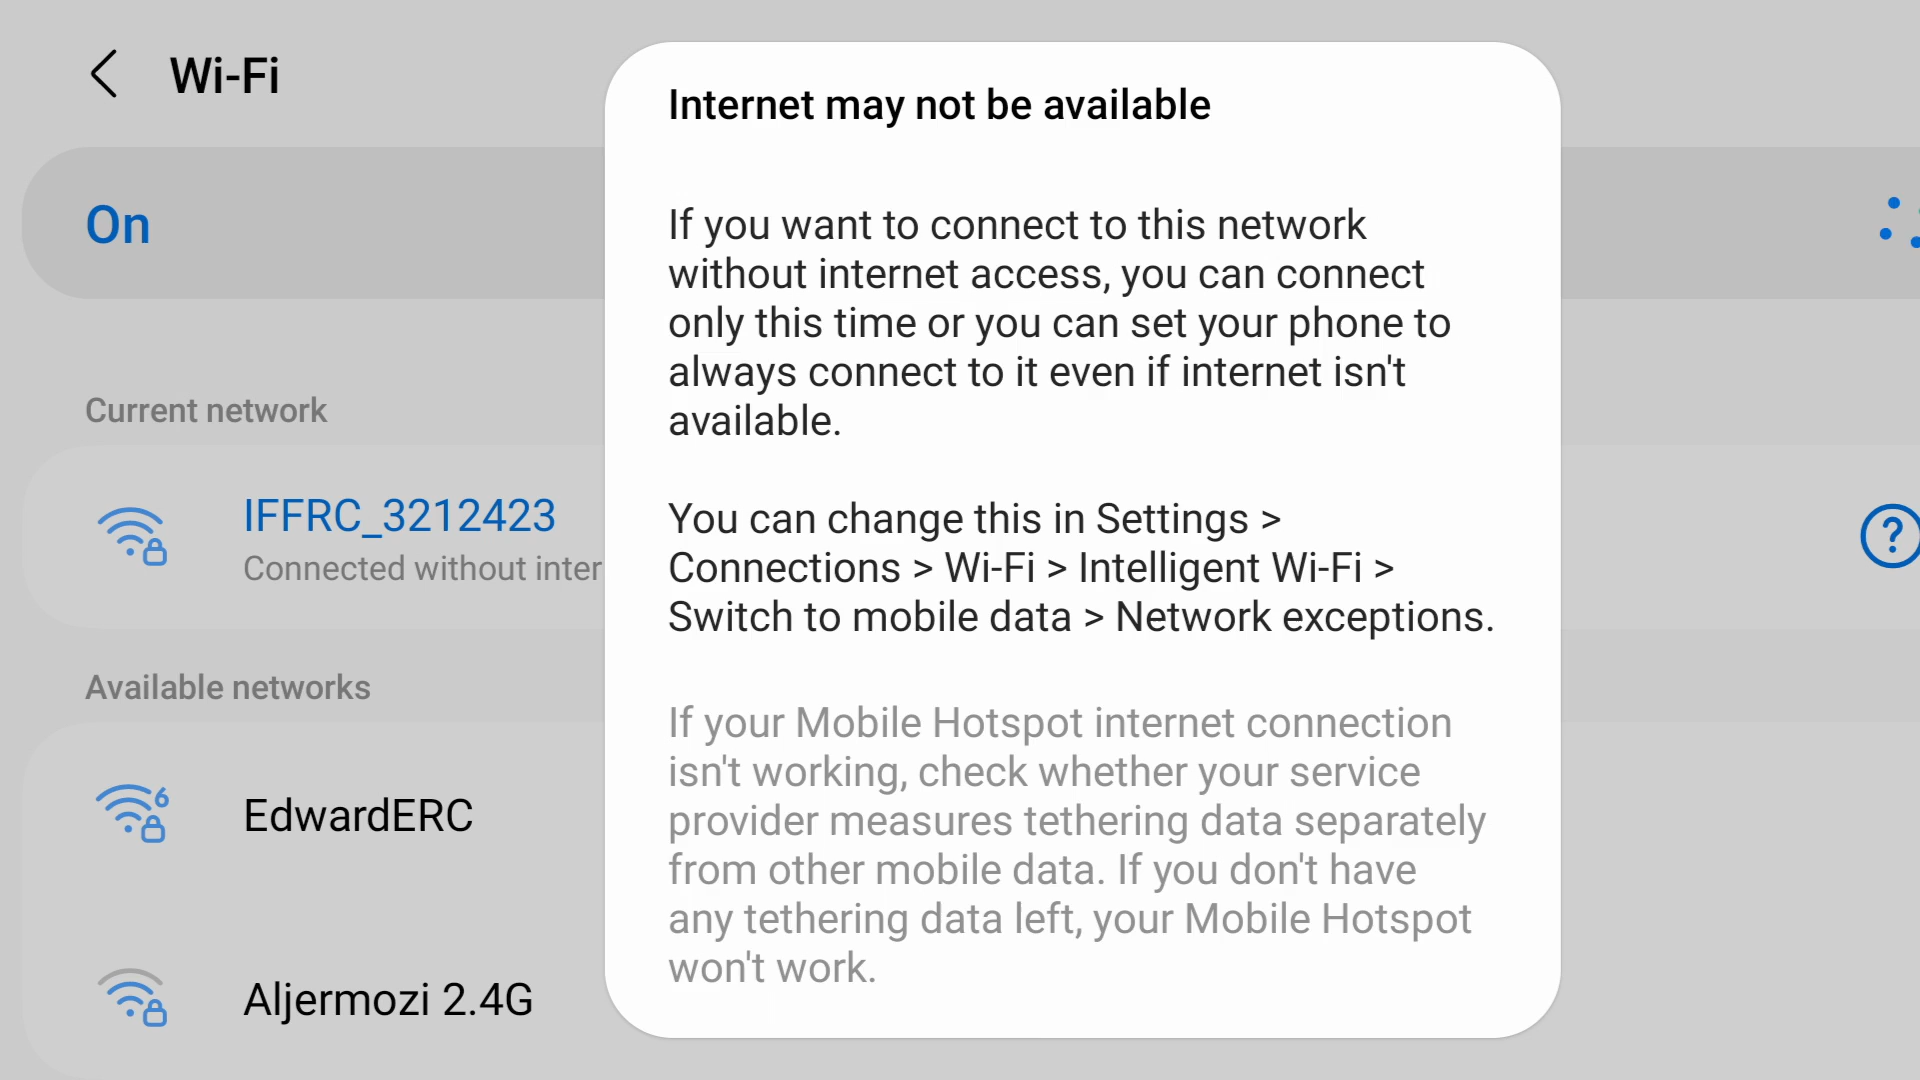 Wi-Fi
On
Current network
IFFRC_3212423
Connected without inter
Available networks
6
EdwardERC
Aljermozi 2.4G
Internet may not be available
If you want to connect to this network
without internet access, you can connect
only this time or you can set your phone to
always connect to it even if internet isn't
available.
You can change this in Settings >
Connections > Wi-Fi > Intelligent Wi-Fi >
Switch to mobile data > Network exceptions.
If your Mobile Hotspot internet connection
isn't working, check whether your service
provider measures tethering data separately
from other mobile data. If you don't have
any tethering data left, your Mobile Hotspot
won't work.
?